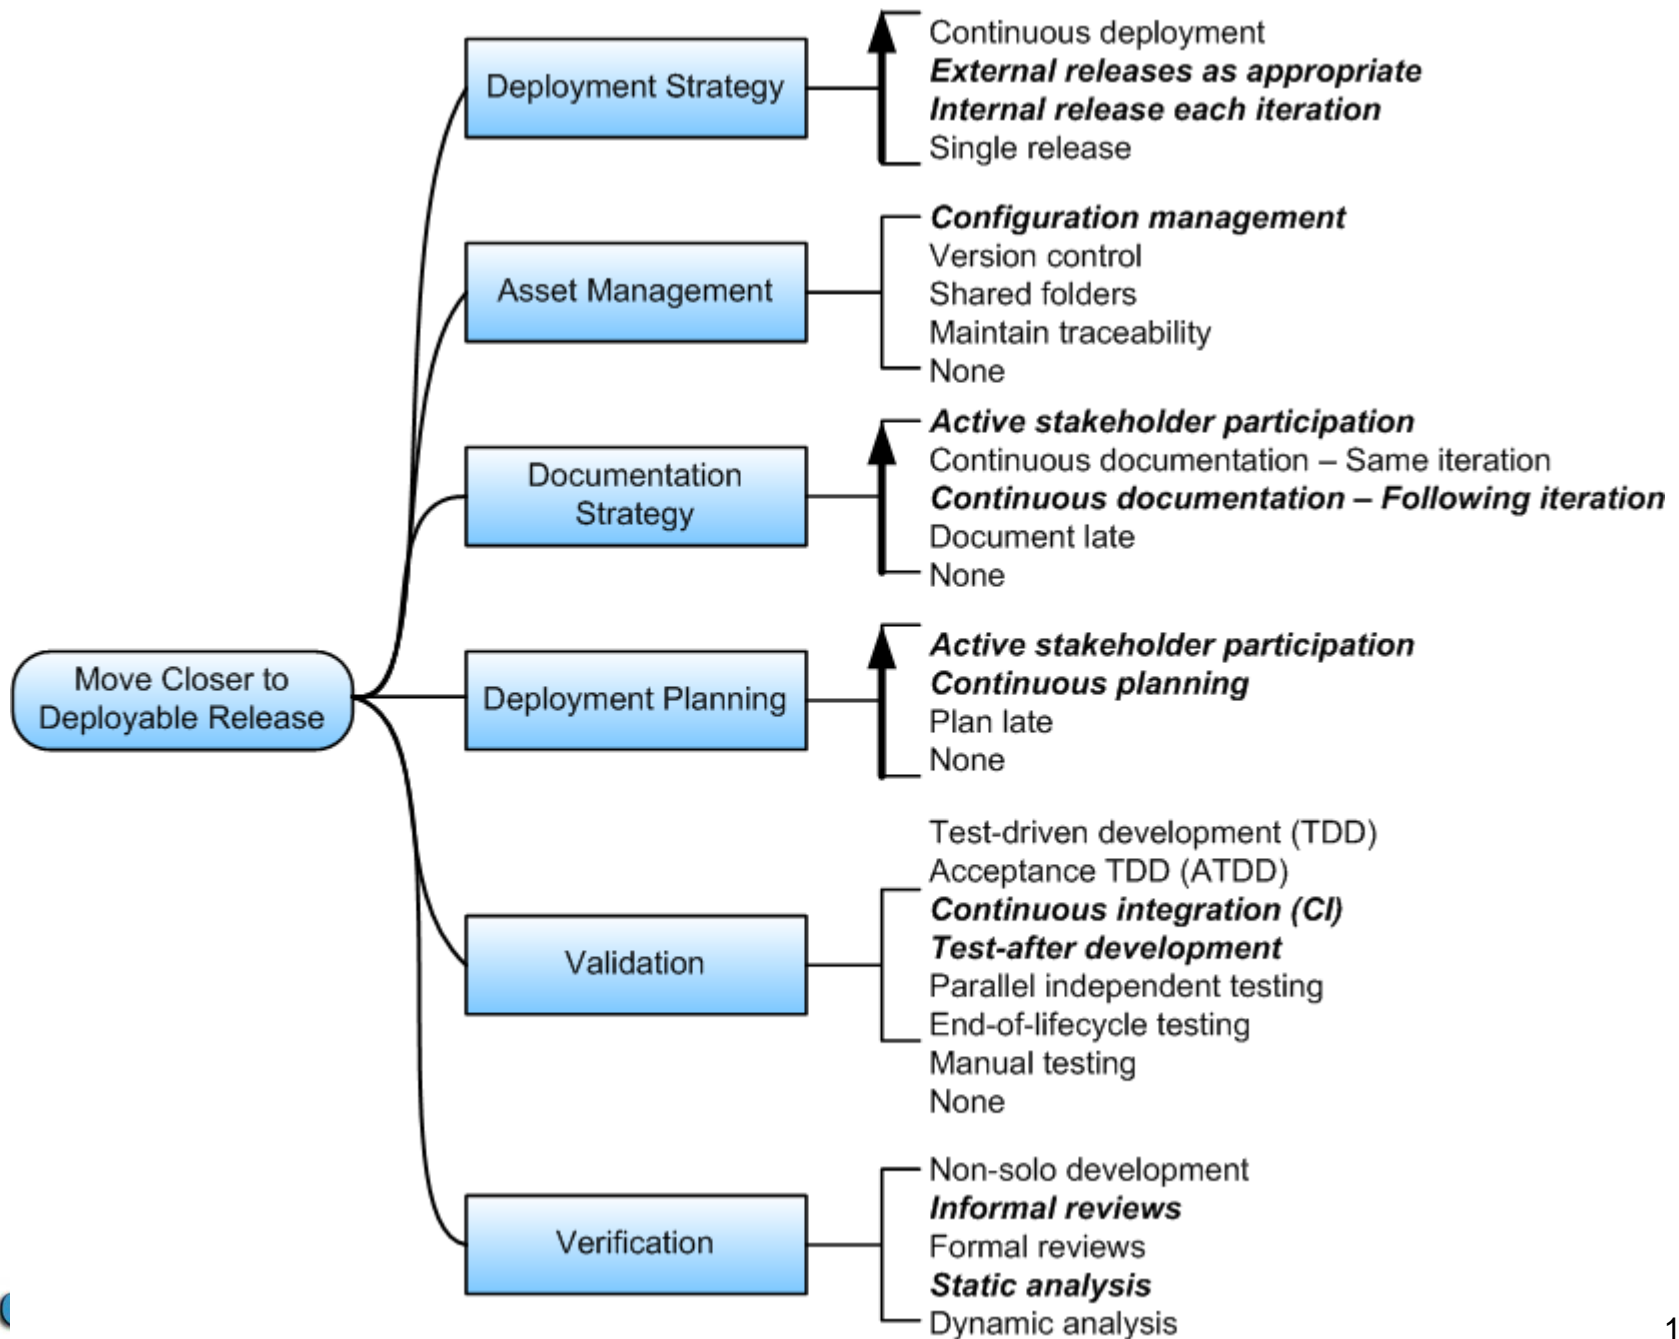 Move Closer to
Deployable Release
Deployment Strategy
Continuous deployment
External releases as appropriate
Internal release each iteration
Single release
Asset Management
Configuration management
Version control
Shared folders
Maintain traceability
None
Documentation
Strategy
Active stakeholder participation
Continuous documentation – Same iteration
Continuous documentation – Following iteration
Document late
None
Deployment Planning
Active stakeholder participation
Continuous planning
Plan late
None
Validation
Test-driven development (TDD)
Acceptance TDD (ATDD)
Continuous integration (CI)
Test-after development
Parallel independent testing
End-of-lifecycle testing
Manual testing
None
Verification
Non-solo development
Informal reviews
Formal reviews
Static analysis
Dynamic analysis
1